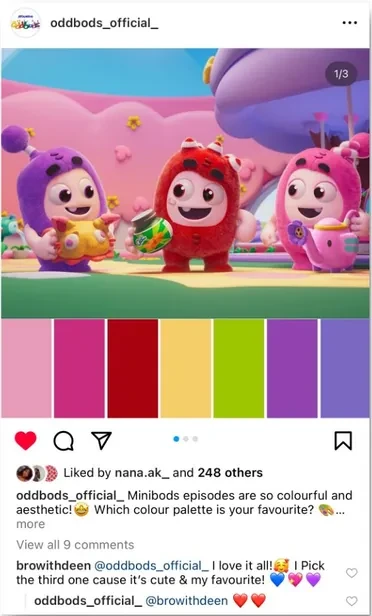 oddbods_official_
1/3
Liked by nana.ak_ and 248 others
oddbods_official_ Minibods episodes are so colourful and
aesthetic!🤩 Which colour palette is your favourite? 🎨...
more
View all 9 comments
browithdeen @oddbods_official_ I love it all!🥰 I Pick
the third one cause it's cute & my favourite! 💙💖💜
oddbods_official_ @browithdeen ❤️ ❤️